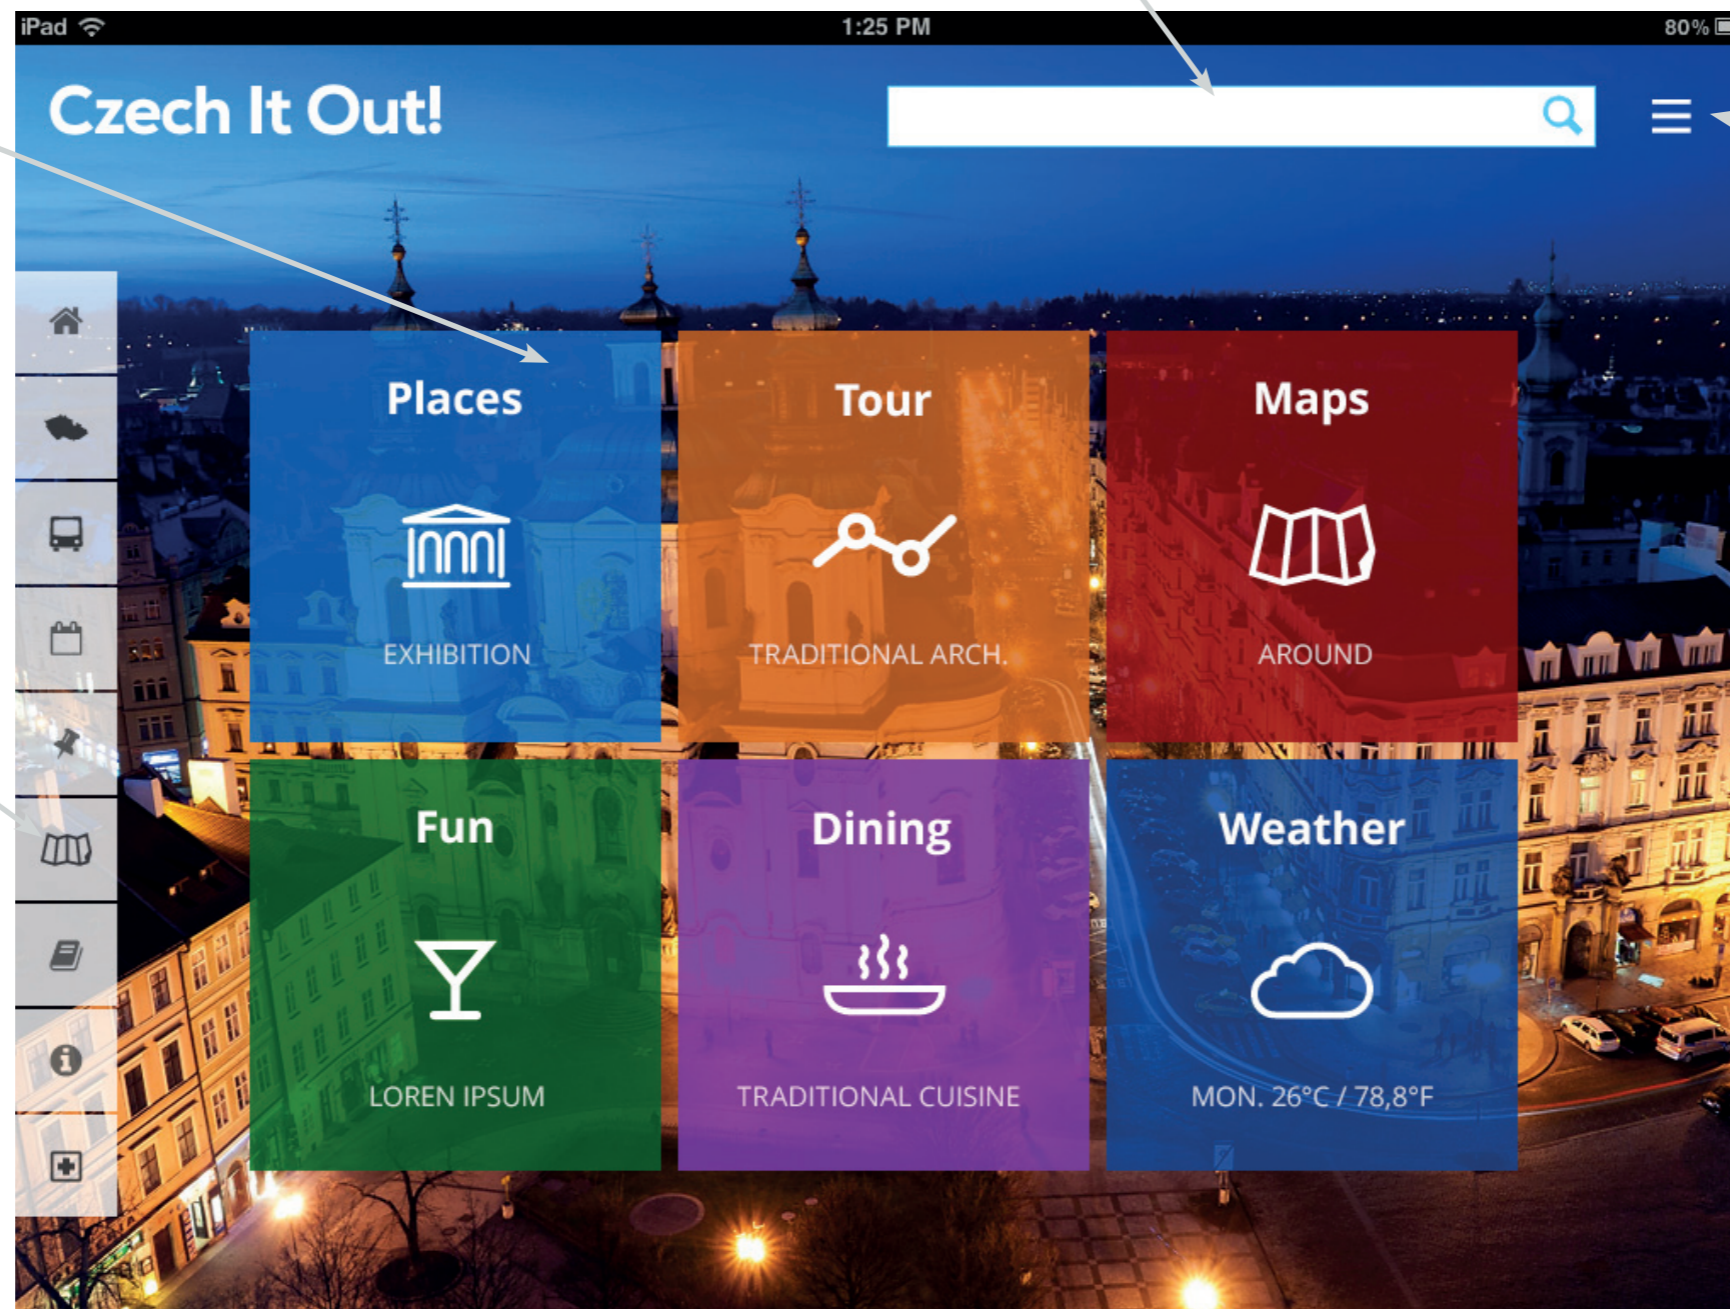 iPad 1:25 PM 80%
Czech It Out!
Places Tour Maps
EXHIBITION TRADITIONAL ARCH. AROUND
Fun Dining Weather
LOREN IPSUM TRADITIONAL CUISINE MON. 26°C / 78,8°F